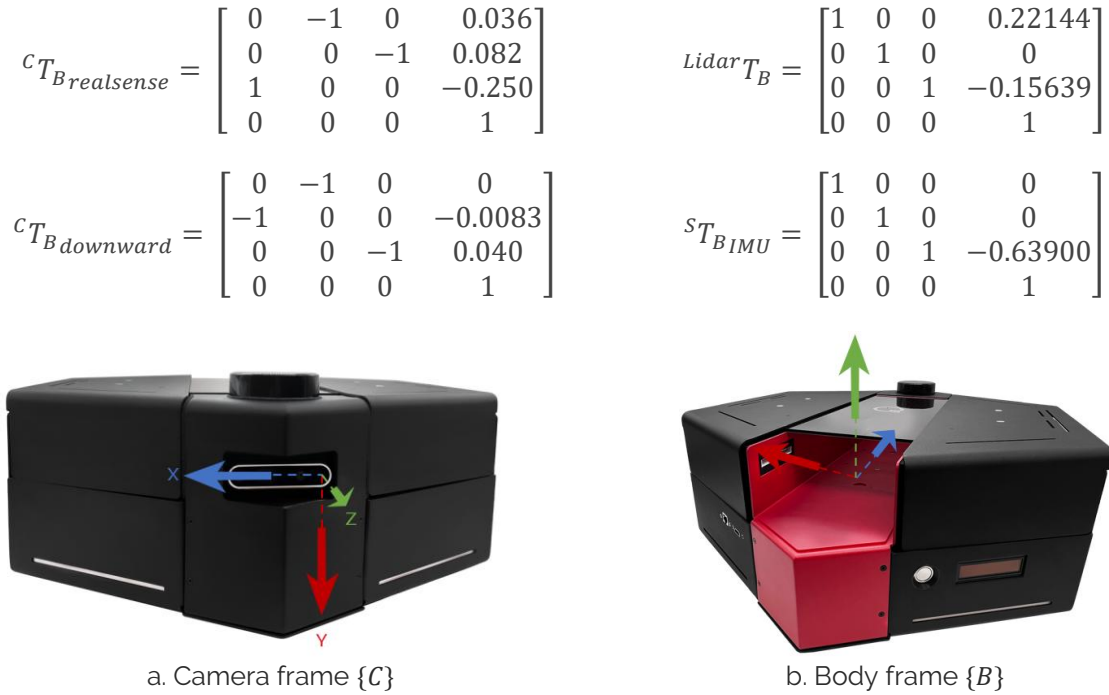 ^C T_{B realsense} = [0 −1 0 0.036; 0 0 −1 0.082; 1 0 0 −0.250; 0 0 0 1]
^{Lidar} T_B = [1 0 0 0.22144; 0 1 0 0; 0 0 1 −0.15639; 0 0 0 1]
^C T_{B downward} = [0 −1 0 0; −1 0 0 −0.0083; 0 0 −1 0.040; 0 0 0 1]
^S T_{B IMU} = [1 0 0 0; 0 1 0 0; 0 0 1 −0.63900; 0 0 0 1]
X
Z
Y
a. Camera frame {C}
b. Body frame {B}